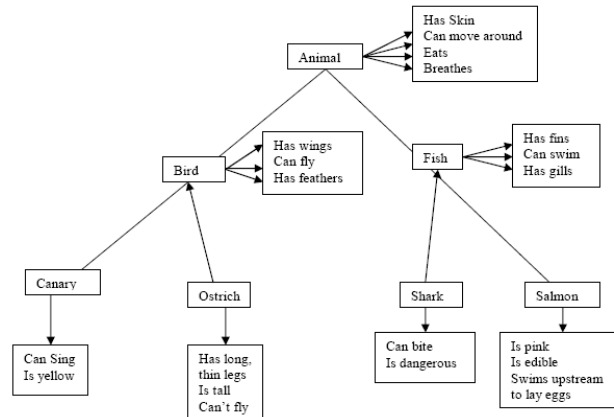 Animal
Has Skin
Can move around
Eats
Breathes
Bird
Has wings
Can fly
Has feathers
Fish
Has fins
Can swim
Has gills
Canary
Ostrich
Shark
Salmon
Can Sing
Is yellow
Has long,
thin legs
Is tall
Can't fly
Can bite
Is dangerous
Is pink
Is edible
Swims upstream
to lay eggs